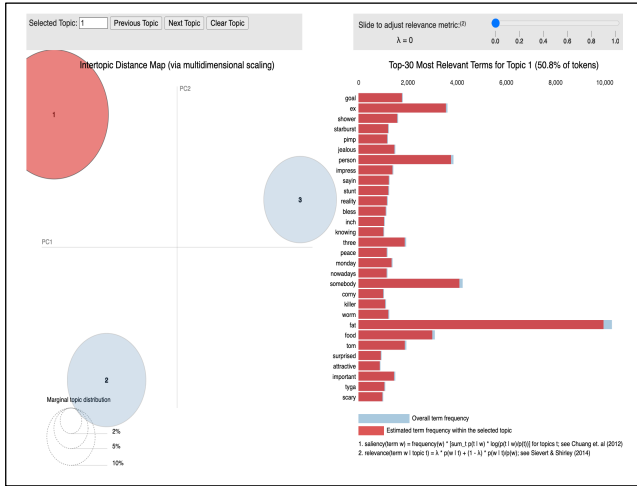 Selected Topic: 1 Previous Topic Next Topic Clear Topic
Slide to adjust relevance metric:(2)
λ = 0
0.0 0.2 0.4 0.6 0.8 1.0
Intertopic Distance Map (via multidimensional scaling)
PC2
PC1
1
3
2
Marginal topic distribution
2%
5%
10%
Top-30 Most Relevant Terms for Topic 1 (50.8% of tokens)
0 2,000 4,000 6,000 8,000 10,000
goal
ex
shower
starburst
pimp
jealous
person
impress
sayin
stunt
reality
bless
inch
knowing
three
peace
monday
nowadays
somebody
corny
killer
worm
fat
food
tom
surprised
attractive
important
tyga
scary
Overall term frequency
Estimated term frequency within the selected topic
1. saliency(term w) = frequency(w) * [sum_t p(t | w) * log(p(t | w)/p(t))] for topics t; see Chuang et. al (2012)
2. relevance(term w | topic t) = λ * p(w | t) + (1 - λ) * p(w | t)/p(w); see Sievert & Shirley (2014)